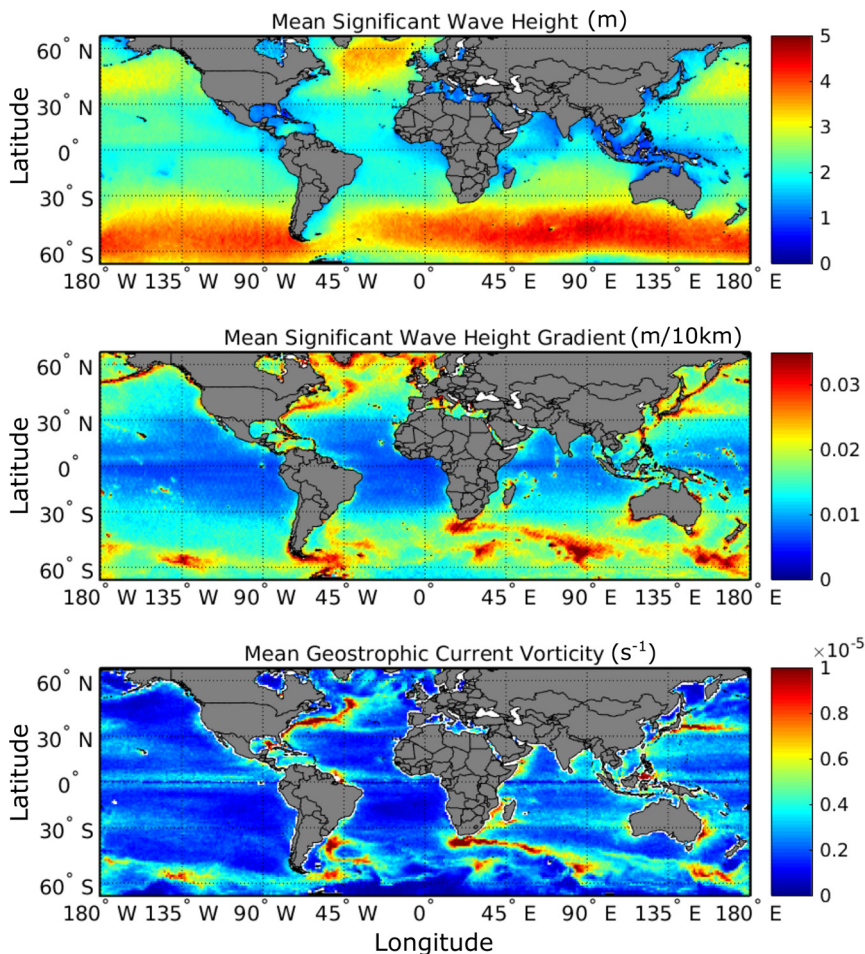 Mean Significant Wave Height (m)
60° N
30° N
0°
30° S
60° S
Latitude
180° W 135° W 90° W 45° W 0° 45° E 90° E 135° E 180° E
5
4
3
2
1
0
Mean Significant Wave Height Gradient (m/10km)
60° N
30° N
0°
30° S
60° S
Latitude
180° W 135° W 90° W 45° W 0° 45° E 90° E 135° E 180° E
0.03
0.02
0.01
0
Mean Geostrophic Current Vorticity (s⁻¹)
×10⁻⁵
60° N
30° N
0°
30° S
60° S
Latitude
180° W 135° W 90° W 45° W 0° 45° E 90° E 135° E 180° E
1
0.8
0.6
0.4
0.2
0
Longitude